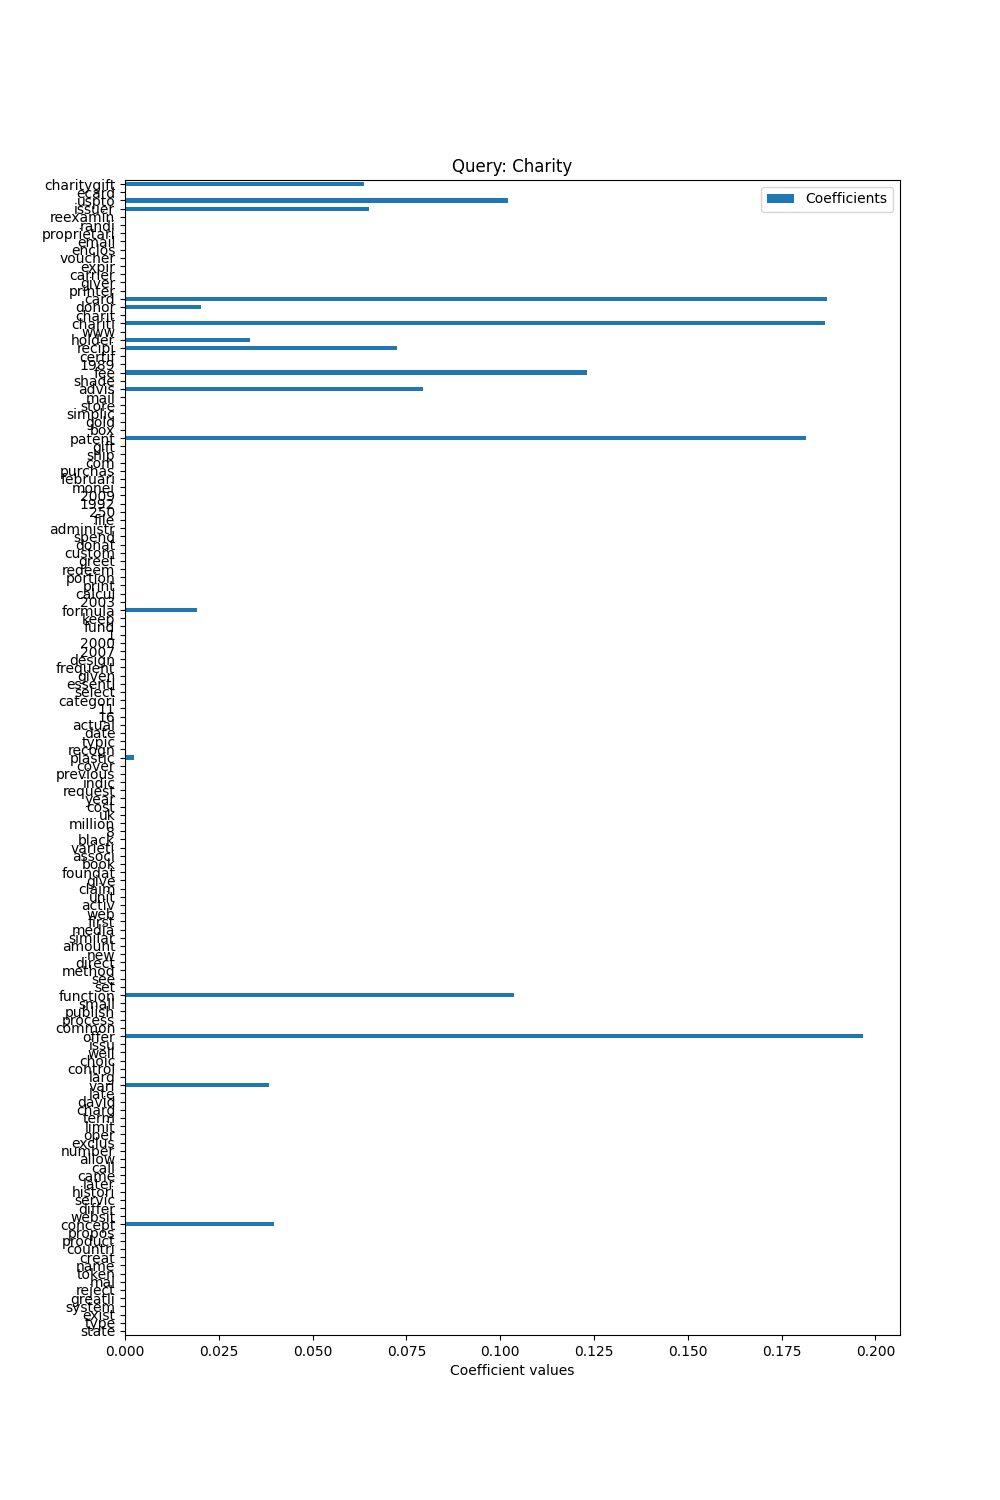 Query: Charity
Coefficients
charitygift
ecard
uspto
issuer
reexamin
randi
proprietari
email
enclos
voucher
expir
carrier
giver
printer
card
donor
charit
chariti
www
holder
recipi
certif
1989
fee
shade
advis
mail
store
simplic
gold
box
patent
gift
ship
com
purchas
februari
monei
2009
1992
250
file
administr
spend
donat
custom
greet
redeem
portion
print
calcul
2003
formula
keep
fund
1
2000
2007
design
frequent
given
essenti
select
categori
11
16
actual
date
typic
recogn
plastic
cover
previous
indic
request
year
cost
uk
million
8
black
varieti
associ
book
foundat
give
claim
unit
activ
web
first
media
similar
amount
new
direct
method
see
set
function
small
publish
process
common
offer
issu
well
choic
control
larg
vari
late
david
charg
term
limit
oper
exclus
number
allow
call
came
later
histori
servic
differ
websit
concept
propos
product
countri
creat
name
token
mai
reject
greatli
system
exist
type
state
0.000 0.025 0.050 0.075 0.100 0.125 0.150 0.175 0.200
Coefficient values